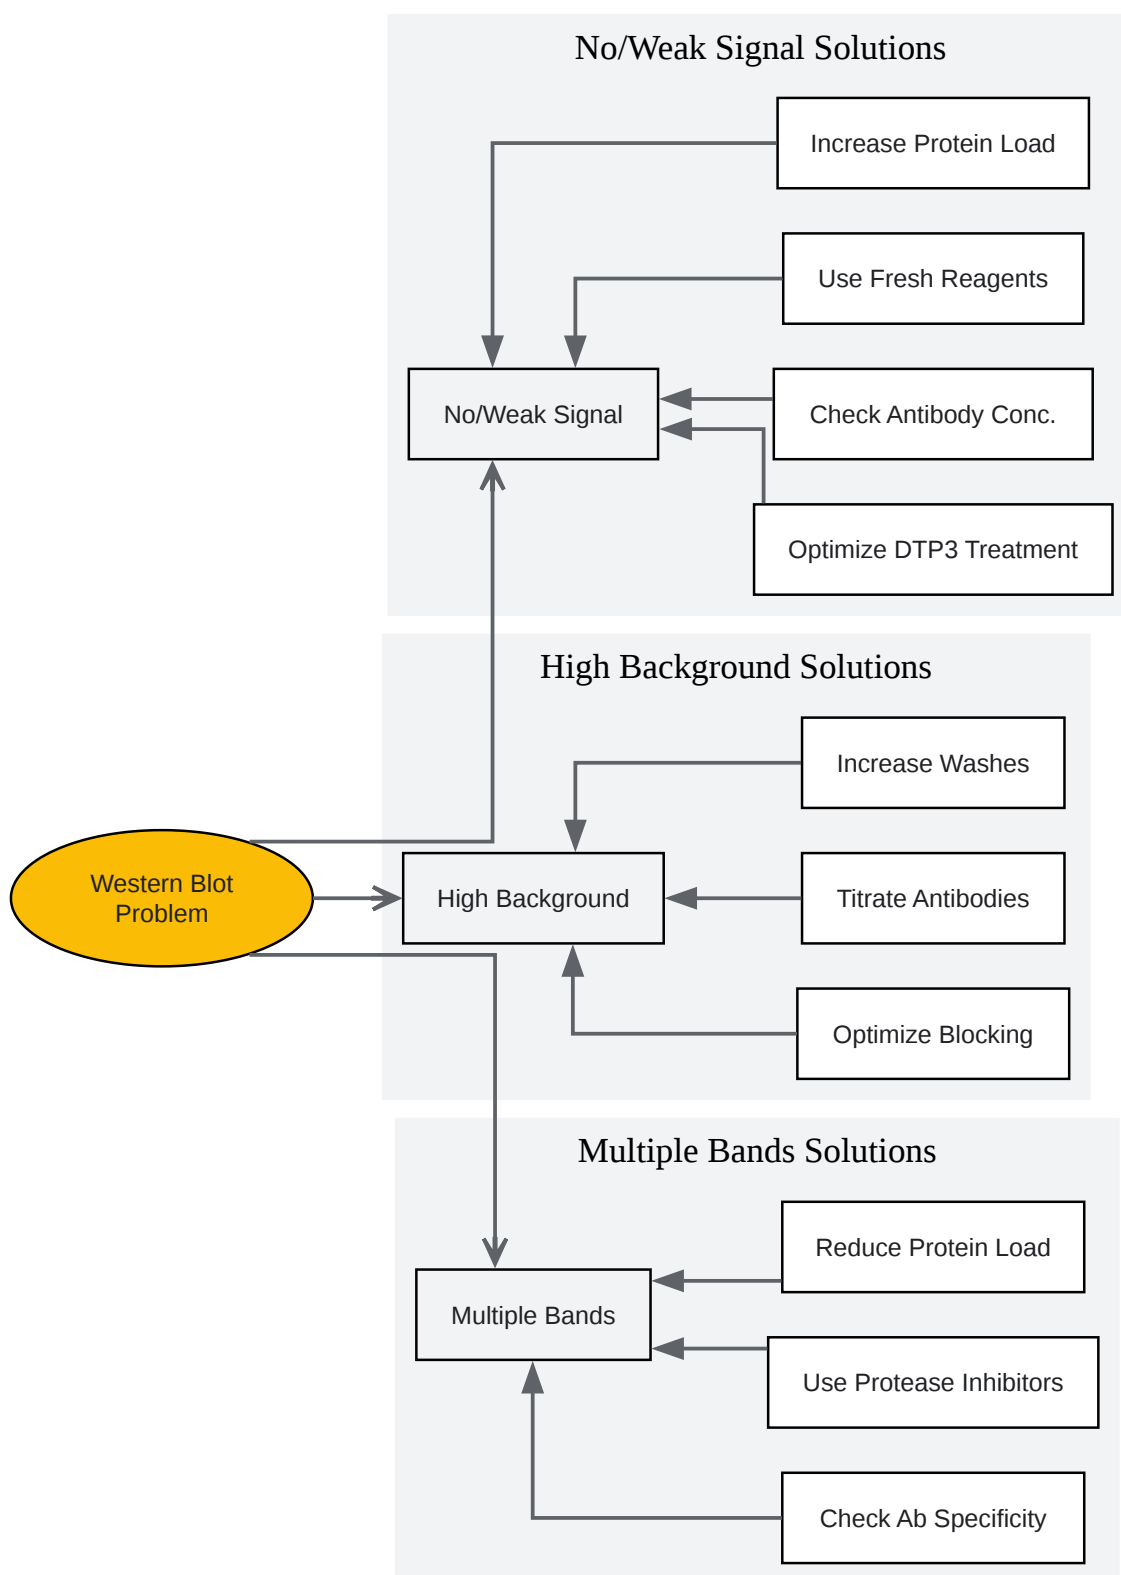 No/Weak Signal Solutions
Increase Protein Load
Use Fresh Reagents
No/Weak Signal
Check Antibody Conc.
Optimize DTP3 Treatment
High Background Solutions
Increase Washes
Western Blot
Problem
High Background
Titrate Antibodies
Optimize Blocking
Multiple Bands Solutions
Reduce Protein Load
Multiple Bands
Use Protease Inhibitors
Check Ab Specificity